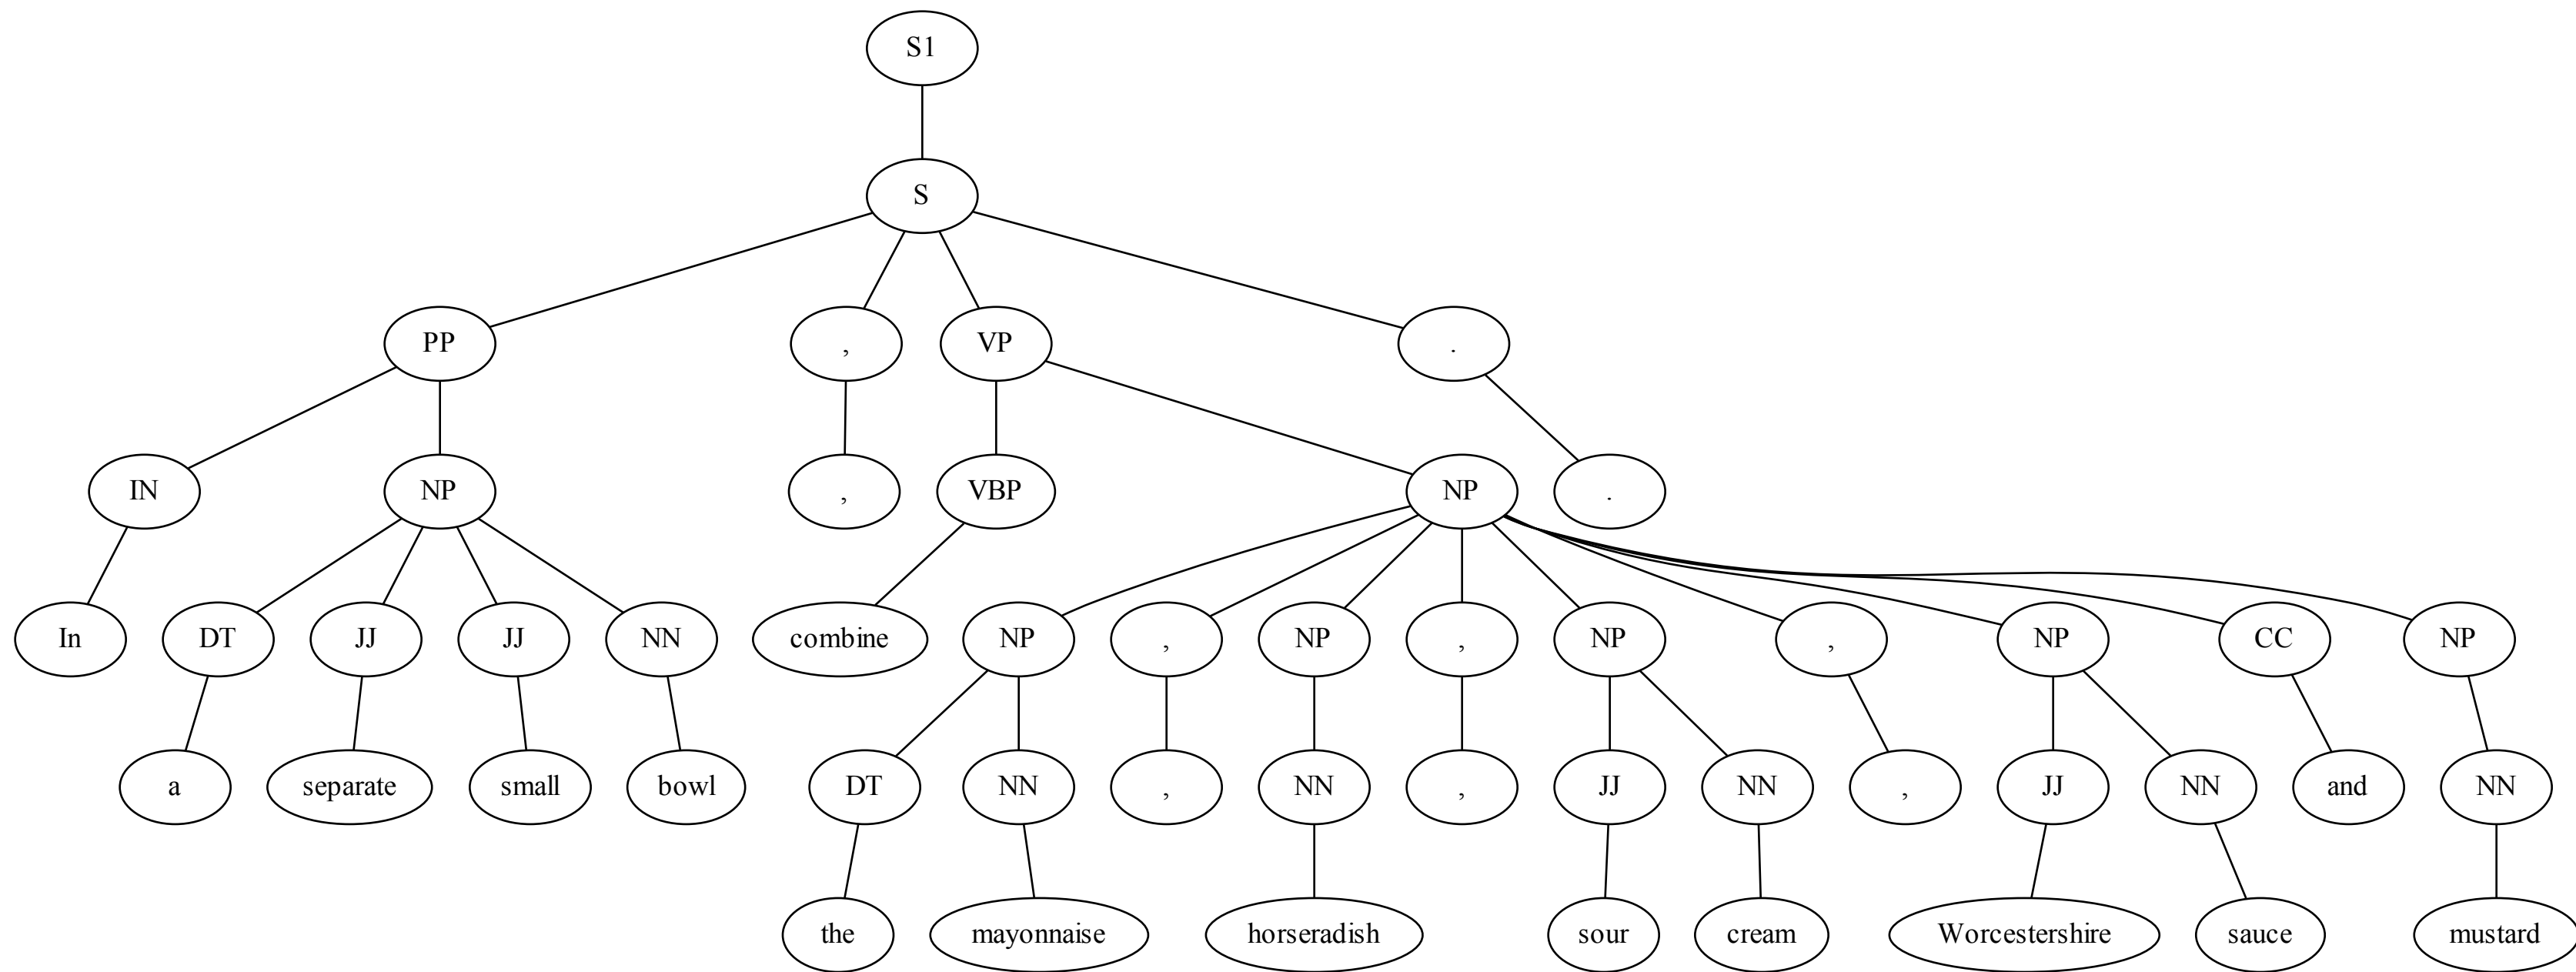 S1
S
PP , VP .
IN NP , VBP NP .
In DT JJ JJ NN combine NP , NP , NP , NP CC NP
a separate small bowl DT NN , NN , JJ NN , JJ NN and NN
the mayonnaise horseradish sour cream Worcestershire sauce mustard